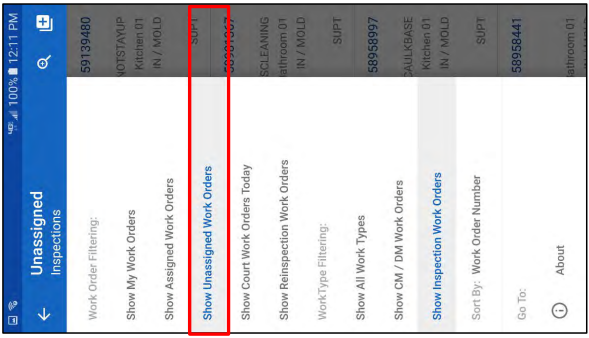 100% 12:11 PM
Unassigned
Inspections
Work Order Filtering:
Show My Work Orders
Show Assigned Work Orders
Show Unassigned Work Orders
Show Court Work Orders Today
Show Reinspection Work Orders
WorkType Filtering:
Show All Work Types
Show CM / DM Work Orders
Show Inspection Work Orders
Sort By: Work Order Number
Go To:
About
59139480
NOTSTAYUP
Kitchen 01
IN / MOLD
SUPT
SCLEANING
athroom 01
IN / MOLD
SUPT
58958997
CAULKBASE
Kitchen 01
IN / MOLD
SUPT
58958441
athroom 01